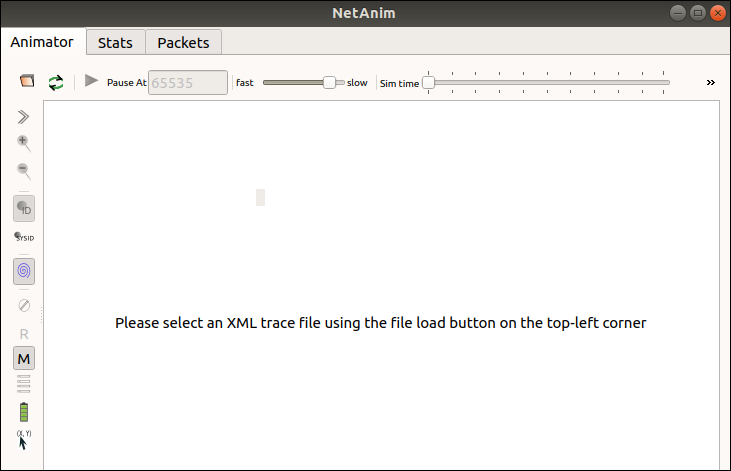 NetAnim
Animator Stats Packets
Pause At 65535 fast slow Sim time »
ID
SYSID
R
M
(X, Y)
Please select an XML trace file using the file load button on the top-left corner